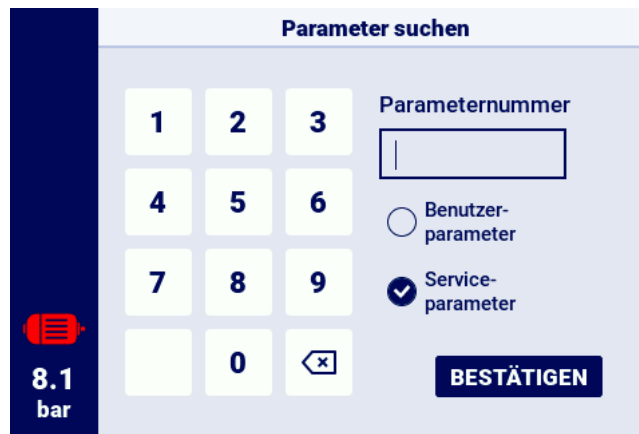 Parameter suchen
1 2 3
4 5 6
7 8 9
0
Parameternummer
Benutzer-
parameter
Service-
parameter
BESTÄTIGEN
8.1
bar